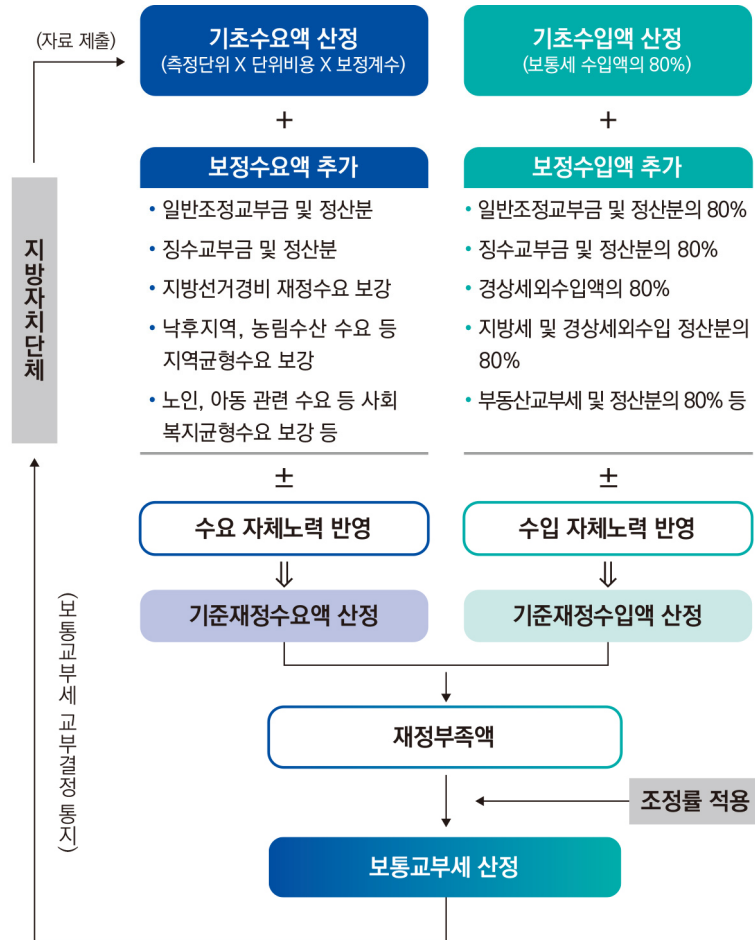 (자료 제출)
지방자치단체
(보통교부세 교부결정 통지)
기초수요액 산정
(측정단위 X 단위비용 X 보정계수)
+
보정수요액 추가
• 일반조정교부금 및 정산분
• 징수교부금 및 정산분
• 지방선거경비 재정수요 보강
• 낙후지역, 농림수산 수요 등
지역균형수요 보강
• 노인, 아동 관련 수요 등 사회
복지균형수요 보강 등
±
수요 자체노력 반영
⇓
기준재정수요액 산정
기초수입액 산정
(보통세 수입액의 80%)
+
보정수입액 추가
• 일반조정교부금 및 정산분의 80%
• 징수교부금 및 정산분의 80%
• 경상세외수입액의 80%
• 지방세 및 경상세외수입 정산분의
80%
• 부동산교부세 및 정산분의 80% 등
±
수입 자체노력 반영
⇓
기준재정수입액 산정
재정부족액
조정률 적용
보통교부세 산정